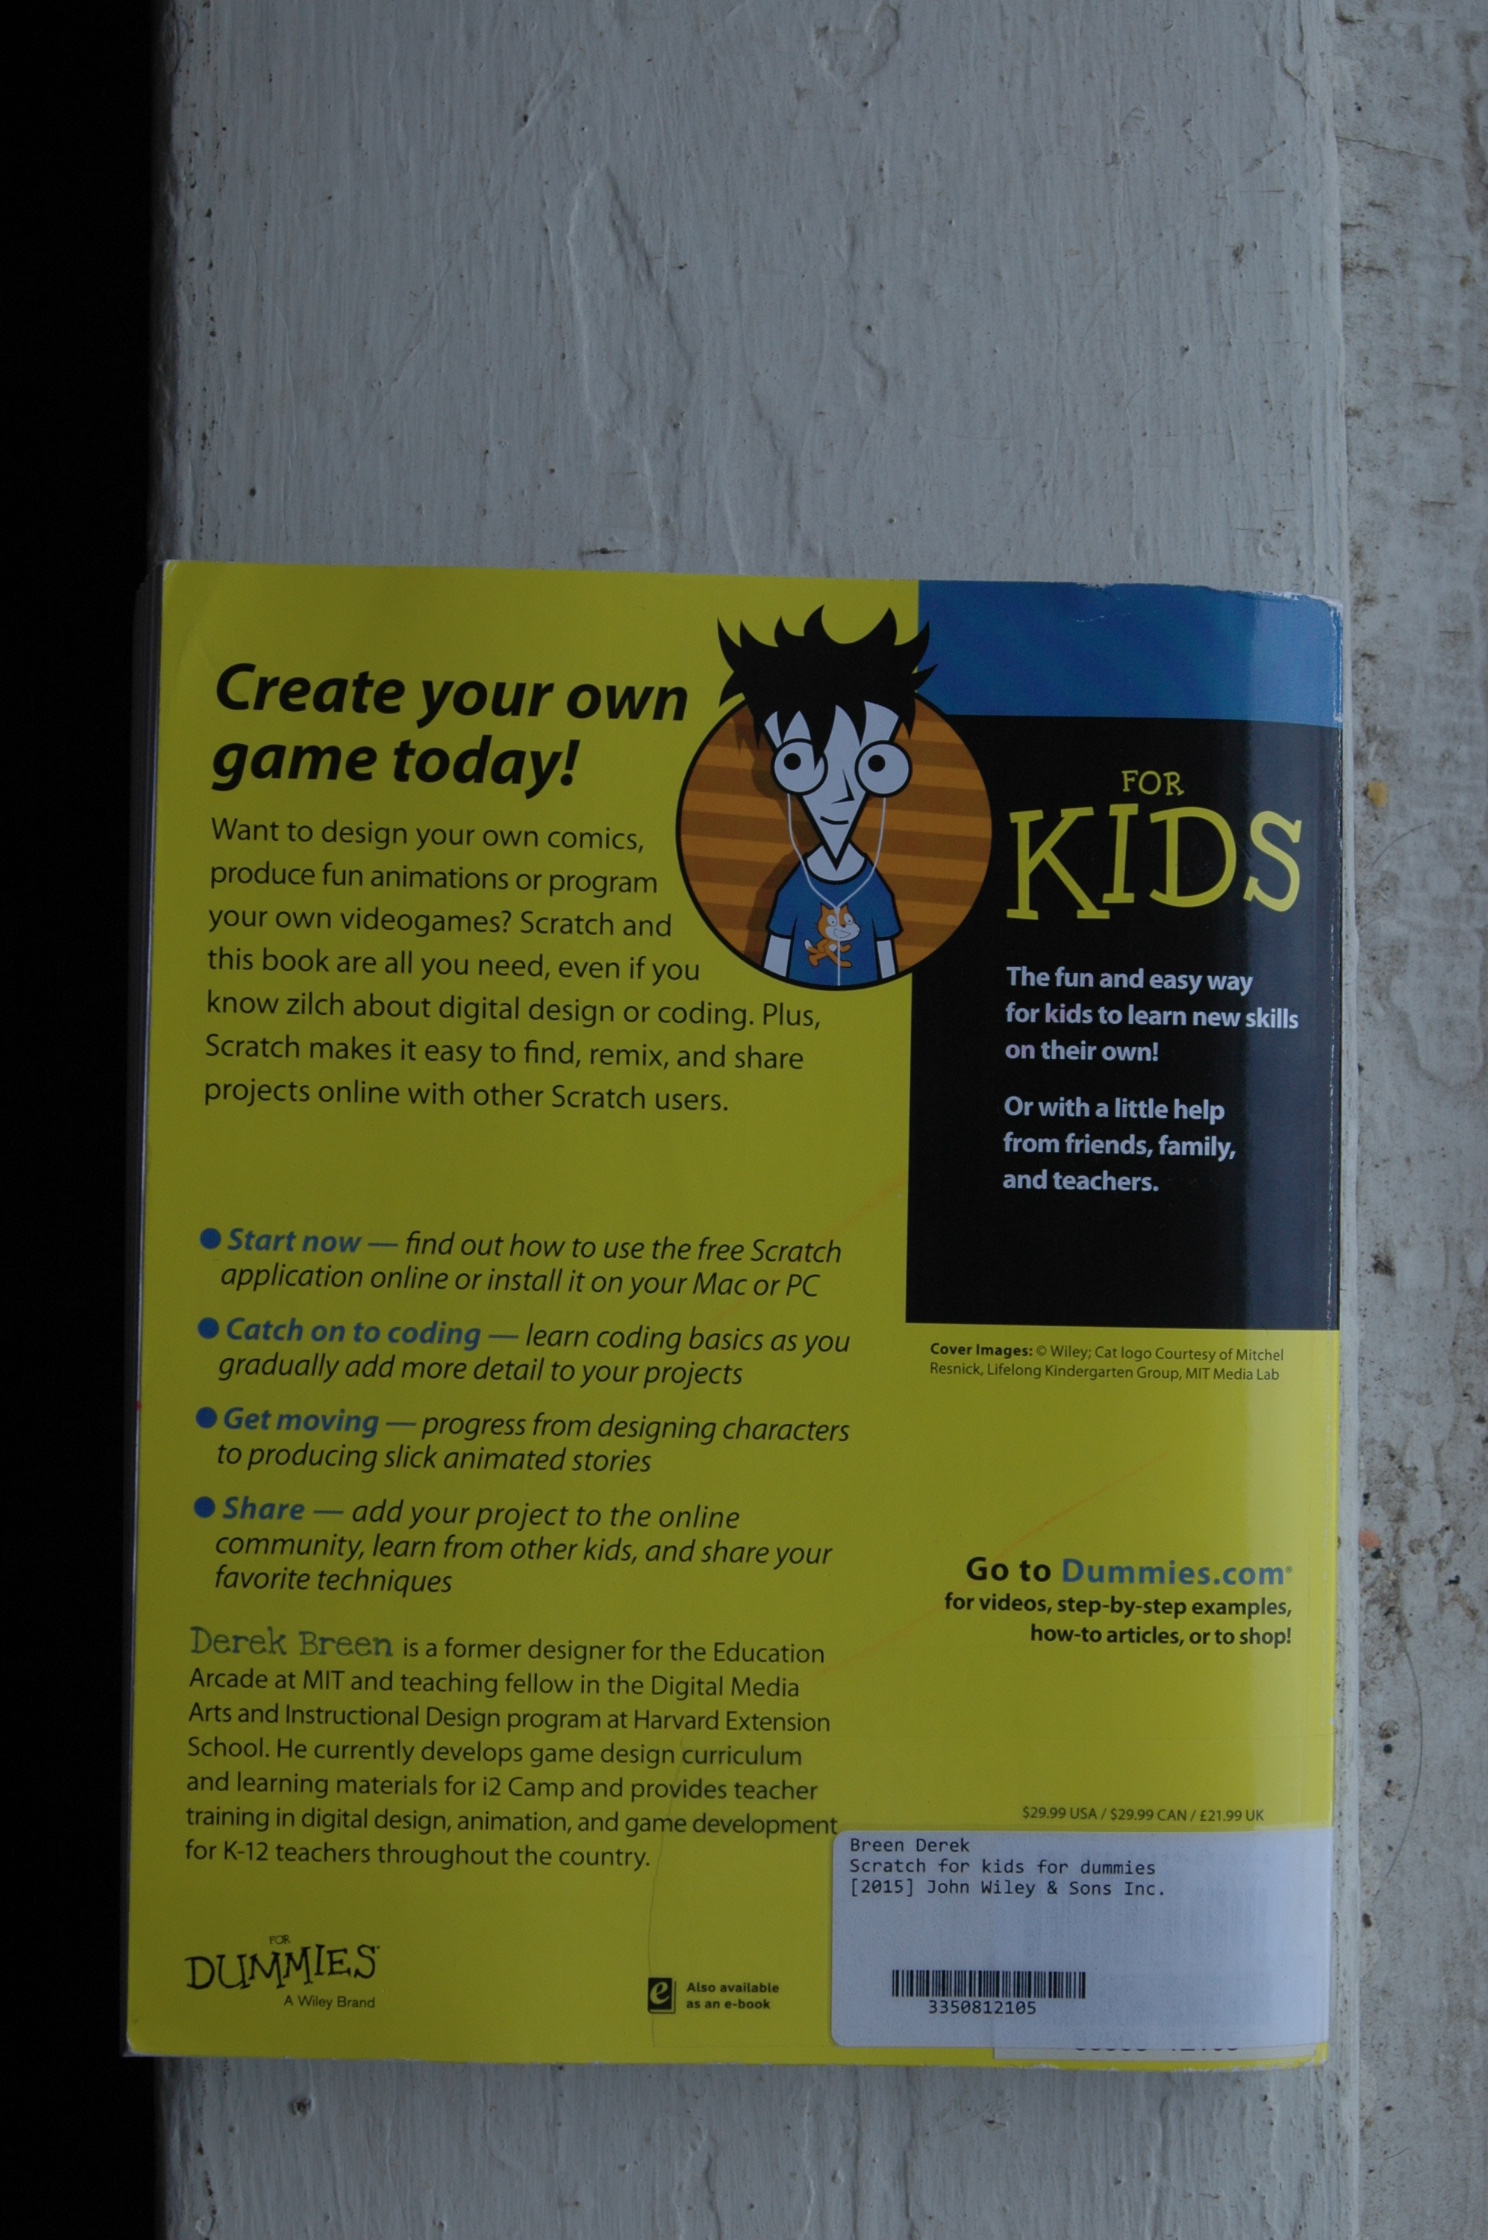 Create your own
game today!
Want to design your own comics,
produce fun animations or program
your own videogames? Scratch and
this book are all you need, even if you
know zilch about digital design or coding. Plus,
Scratch makes it easy to find, remix, and share
projects online with other Scratch users.
● Start now — find out how to use the free Scratch
application online or install it on your Mac or PC
● Catch on to coding — learn coding basics as you
gradually add more detail to your projects
● Get moving — progress from designing characters
to producing slick animated stories
● Share — add your project to the online
community, learn from other kids, and share your
favorite techniques
Derek Breen is a former designer for the Education
Arcade at MIT and teaching fellow in the Digital Media
Arts and Instructional Design program at Harvard Extension
School. He currently develops game design curriculum
and learning materials for i2 Camp and provides teacher
training in digital design, animation, and game development
for K-12 teachers throughout the country.
FOR
DUMMIES
A Wiley Brand
e
Also available
as an e-book
FOR
KIDS
The fun and easy way
for kids to learn new skills
on their own!
Or with a little help
from friends, family,
and teachers.
Cover Images: © Wiley; Cat logo Courtesy of Mitchel
Resnick, Lifelong Kindergarten Group, MIT Media Lab
Go to Dummies.com®
for videos, step-by-step examples,
how-to articles, or to shop!
$29.99 USA / $29.99 CAN / £21.99 UK
Breen Derek
Scratch for kids for dummies
[2015] John Wiley & Sons Inc.
3350812105